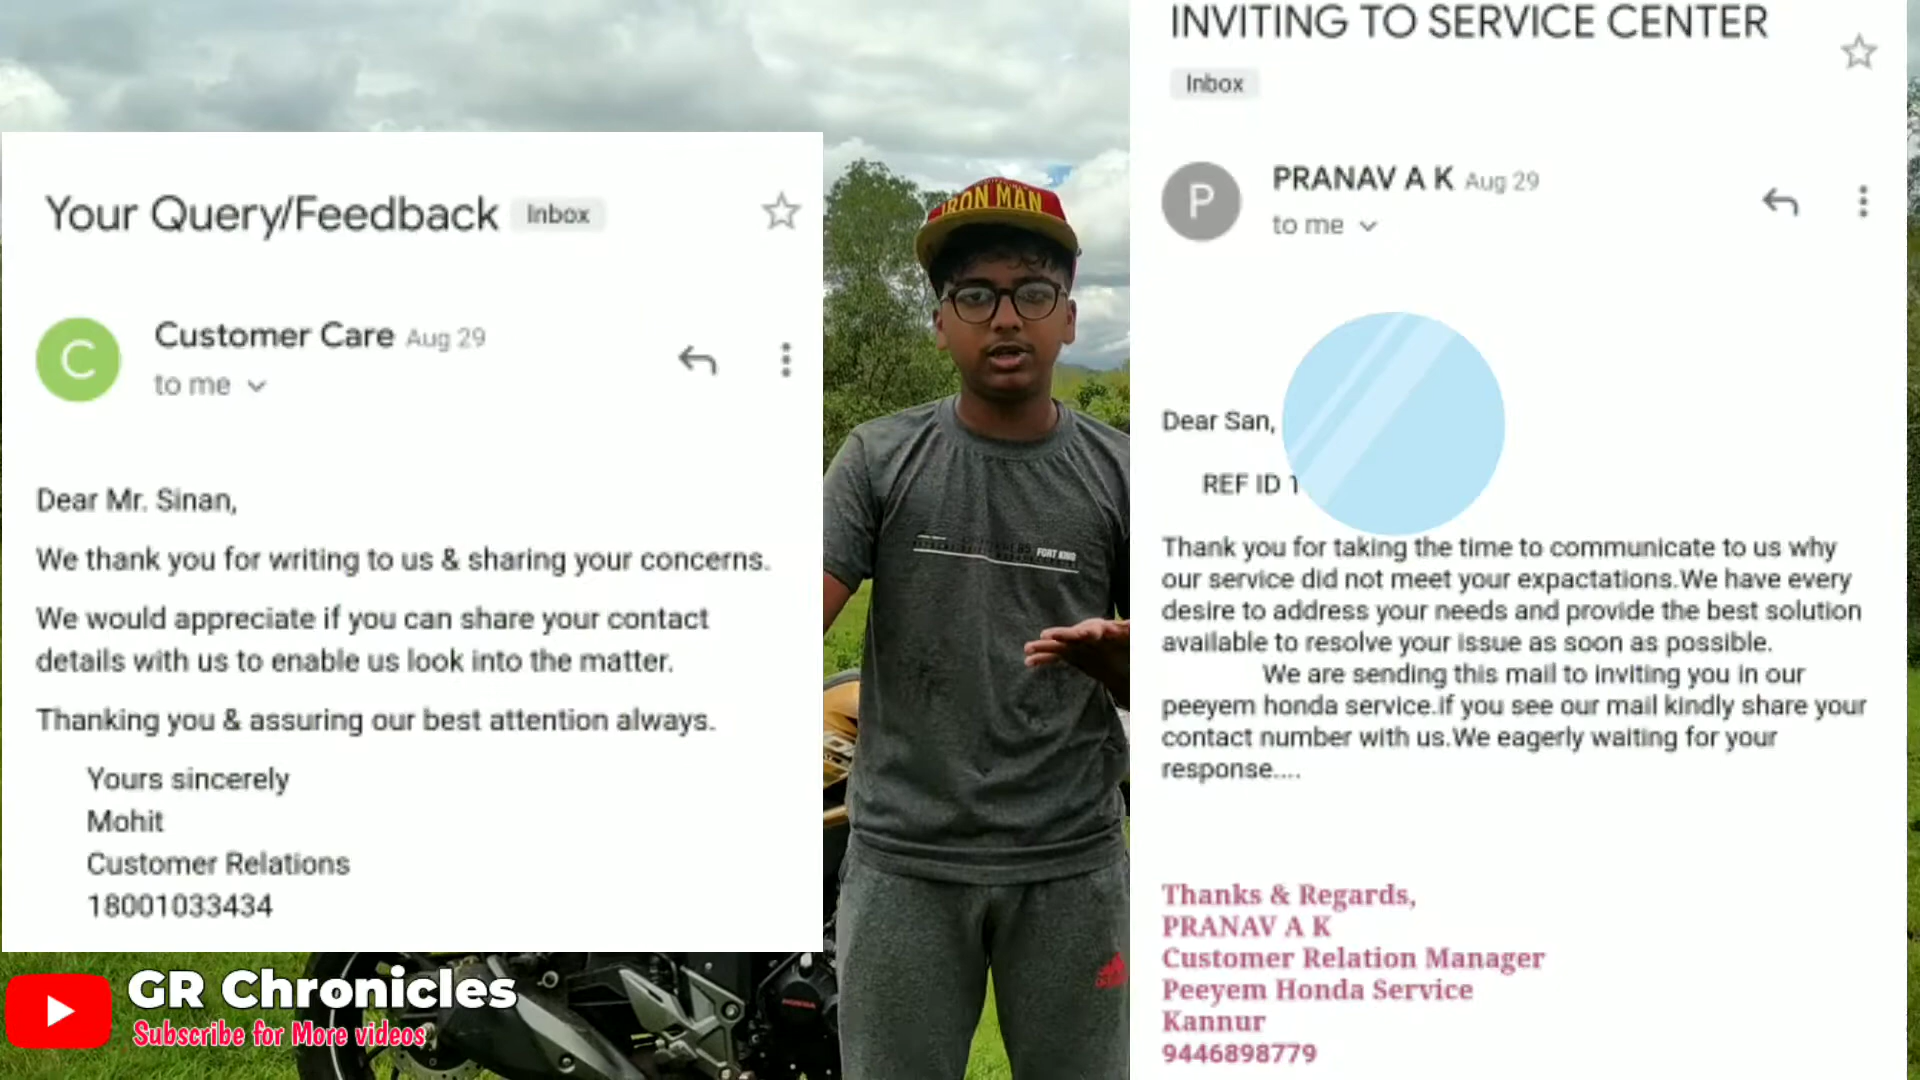 Your Query/Feedback
Inbox
C
Customer Care Aug 29
to me
Dear Mr. Sinan,
We thank you for writing to us & sharing your concerns.
We would appreciate if you can share your contact
details with us to enable us look into the matter.
Thanking you & assuring our best attention always.
Yours sincerely
Mohit
Customer Relations
18001033434
IRON MAN
FORT KING
HONDA
GR Chronicles
Subscribe for More videos
INVITING TO SERVICE CENTER
Inbox
P
PRANAV A K Aug 29
to me
Dear San,
REF ID 1
Thank you for taking the time to communicate to us why
our service did not meet your expactations.We have every
desire to address your needs and provide the best solution
available to resolve your issue as soon as possible.
We are sending this mail to inviting you in our
peeyem honda service.if you see our mail kindly share your
contact number with us.We eagerly waiting for your
response....
Thanks & Regards,
PRANAV A K
Customer Relation Manager
Peeyem Honda Service
Kannur
9446898779